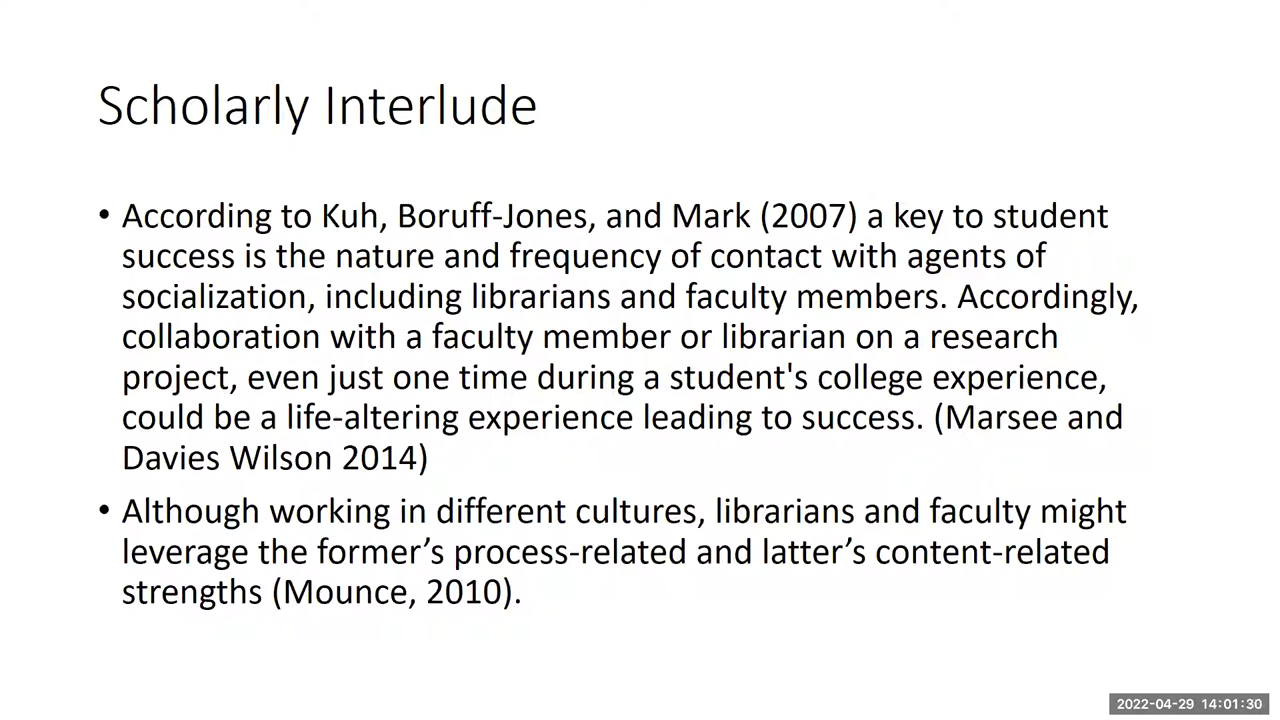 Scholarly Interlude
• According to Kuh, Boruff-Jones, and Mark (2007) a key to student
success is the nature and frequency of contact with agents of
socialization, including librarians and faculty members. Accordingly,
collaboration with a faculty member or librarian on a research
project, even just one time during a student's college experience,
could be a life-altering experience leading to success. (Marsee and
Davies Wilson 2014)
• Although working in different cultures, librarians and faculty might
leverage the former’s process-related and latter’s content-related
strengths (Mounce, 2010).
2022-04-29 14:01:30